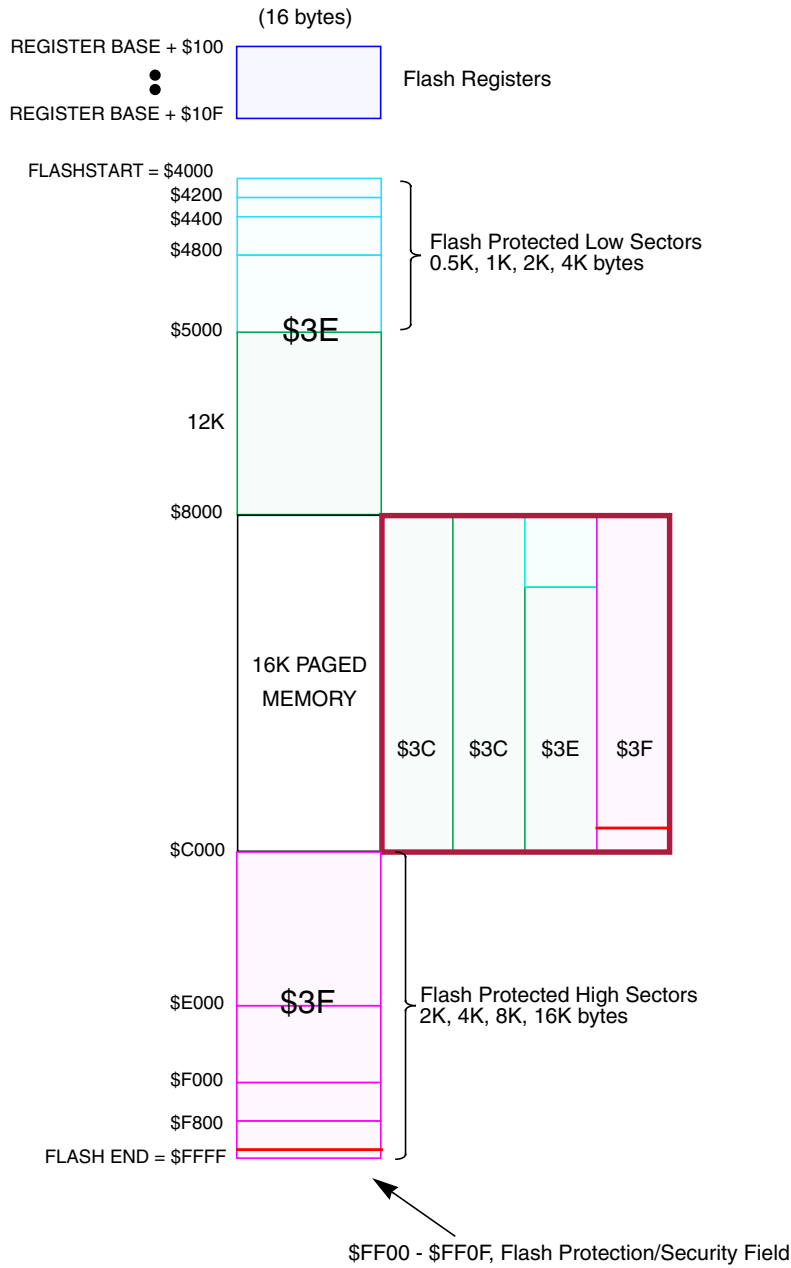 (16 bytes)
REGISTER BASE + $100
Flash Registers
REGISTER BASE + $10F
FLASHSTART = $4000
$4200
$4400
$4800
Flash Protected Low Sectors
0.5K, 1K, 2K, 4K bytes
$5000
$3E
12K
$8000
16K PAGED
MEMORY
$3C
$3C
$3E
$3F
$C000
$E000
$3F
Flash Protected High Sectors
2K, 4K, 8K, 16K bytes
$F000
$F800
FLASH END = $FFFF
$FF00 - $FF0F, Flash Protection/Security Field